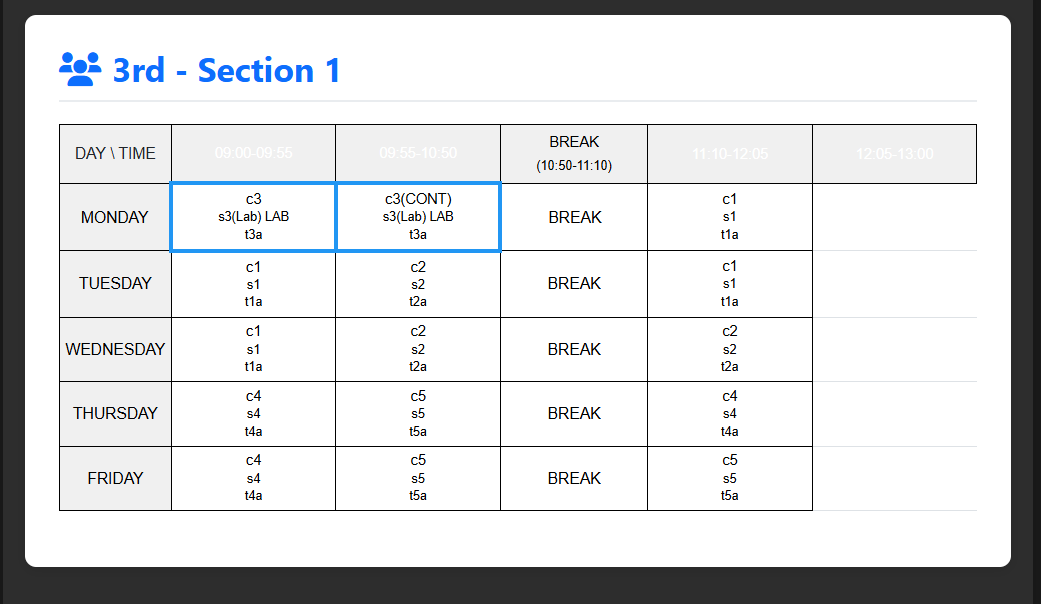 3rd - Section 1
DAY \ TIME
09:00-09:55
09:55-10:50
BREAK
(10:50-11:10)
11:10-12:05
12:05-13:00
MONDAY
c3
s3(Lab) LAB
t3a
c3(CONT)
s3(Lab) LAB
t3a
BREAK
c1
s1
t1a
TUESDAY
c1
s1
t1a
c2
s2
t2a
BREAK
c1
s1
t1a
WEDNESDAY
c1
s1
t1a
c2
s2
t2a
BREAK
c2
s2
t2a
THURSDAY
c4
s4
t4a
c5
s5
t5a
BREAK
c4
s4
t4a
FRIDAY
c4
s4
t4a
c5
s5
t5a
BREAK
c5
s5
t5a